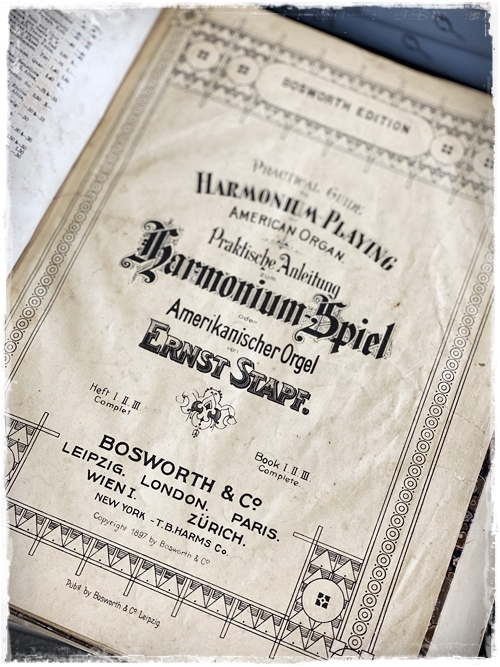 BOSWORTH EDITION
PRACTICAL GUIDE
HARMONIUM-PLAYING
AMERICAN ORGAN.
Praktische Anleitung
zum
Harmonium-Spiel
oder
Amerikanischer Orgel
von
ERNST STAPF.
Heft I. II. III.
Complet
Book I. II. III.
Complete.
BOSWORTH & Co
LEIPZIG. LONDON. PARIS.
WIEN I. ZÜRICH.
NEW YORK - T.B. HARMS Co.
Copyright 1897 by Bosworth & Co
Publ. by Bosworth & Co Leipzig